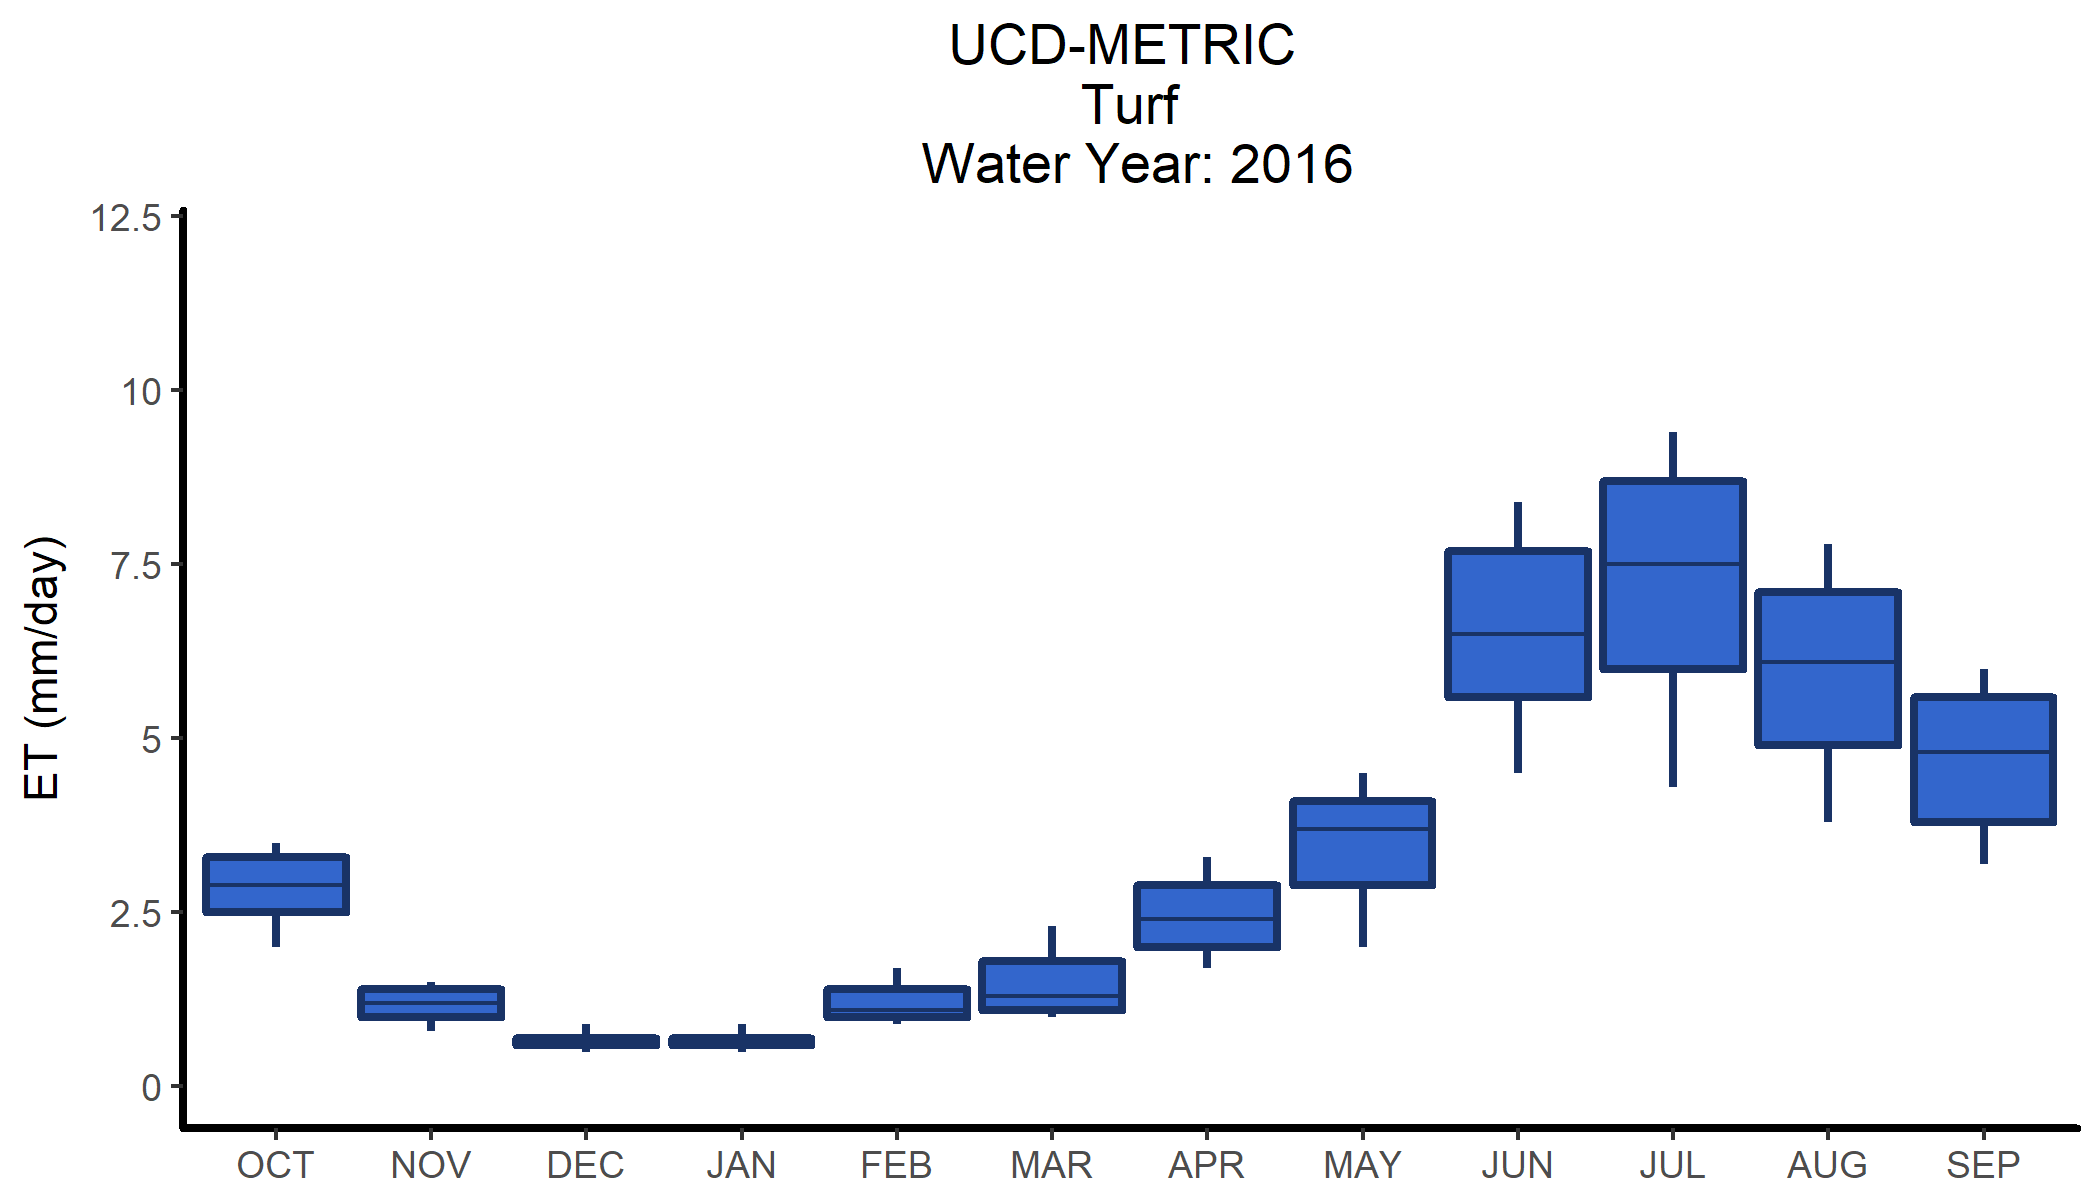 UCD-METRIC
Turf
Water Year: 2016
ET (mm/day)
12.5
10
7.5
5
2.5
0
OCT NOV DEC JAN FEB MAR APR MAY JUN JUL AUG SEP